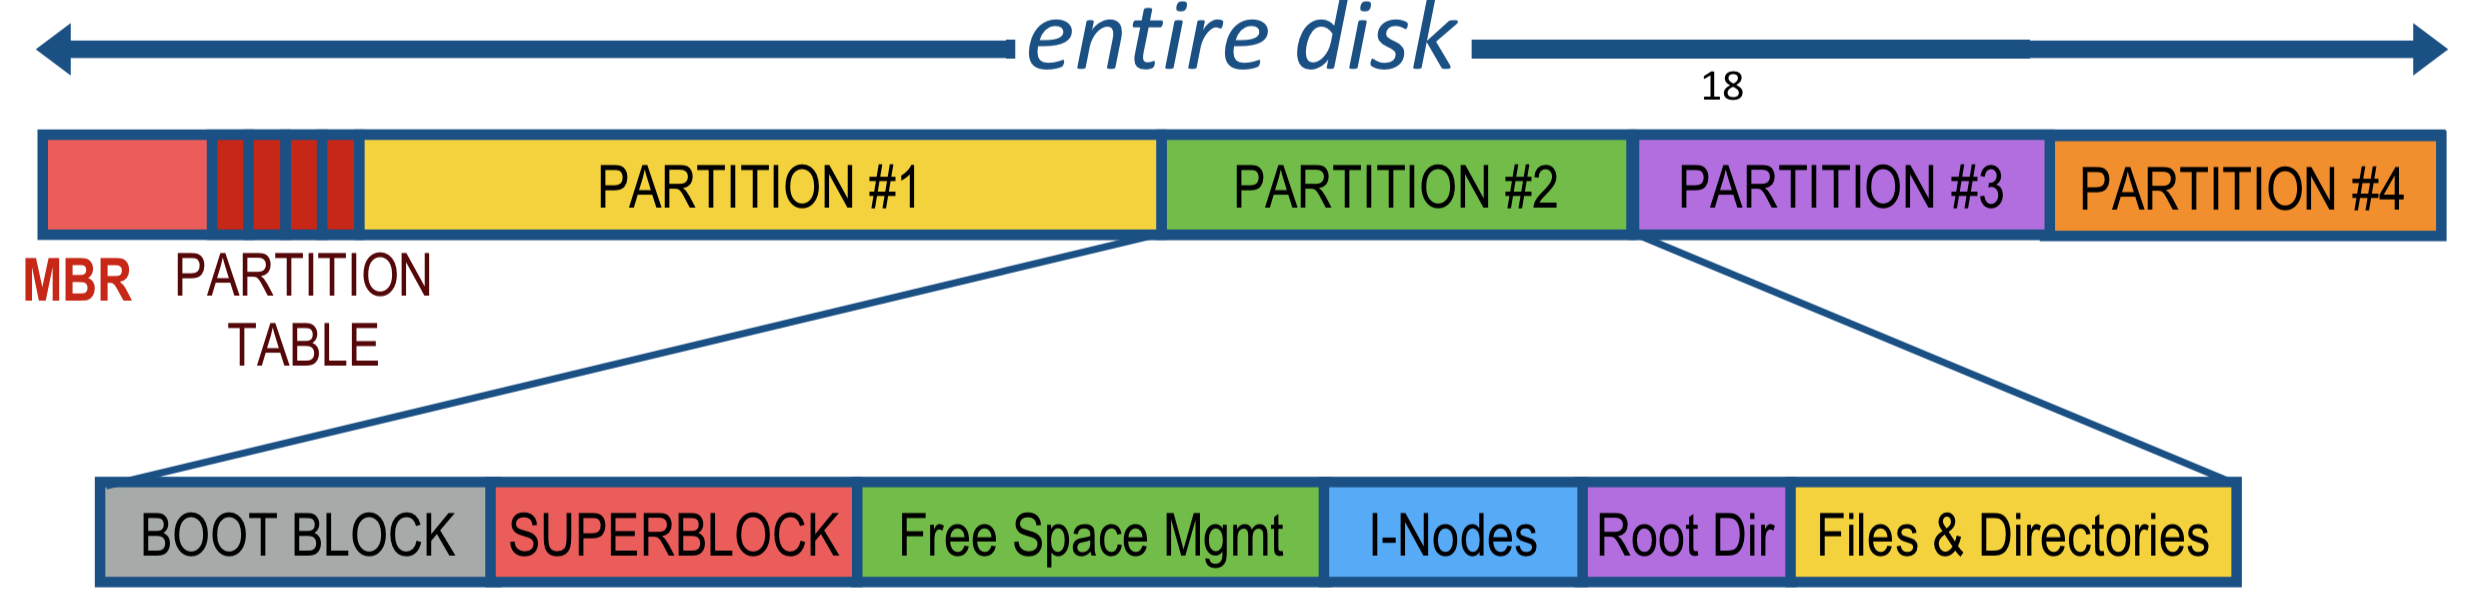 entire disk
18
PARTITION #1 PARTITION #2 PARTITION #3 PARTITION #4
MBR PARTITION
TABLE
BOOT BLOCK SUPERBLOCK Free Space Mgmt I-Nodes Root Dir Files & Directories